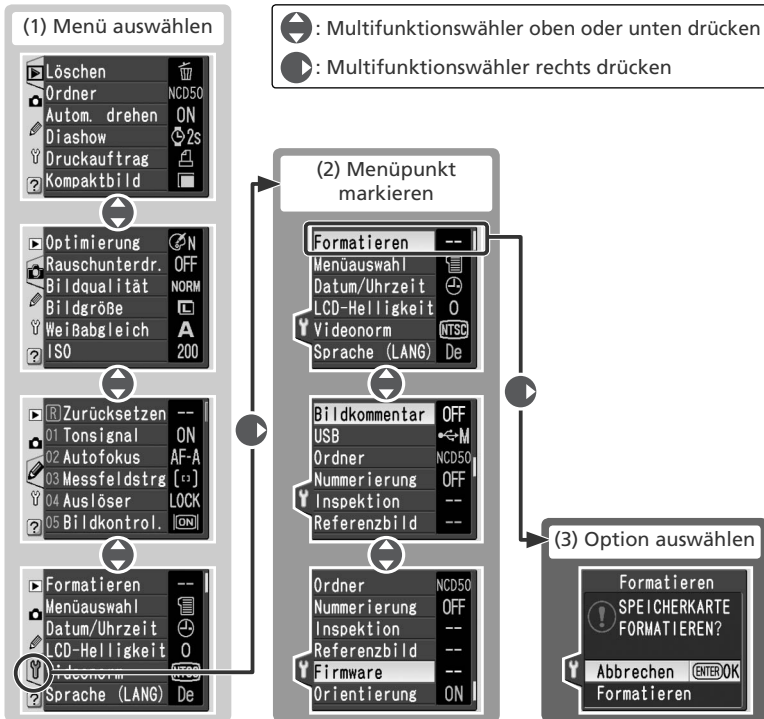 (1) Menü auswählen
Löschen
Ordner NCD50
Autom. drehen ON
Diashow 2s
Druckauftrag
Kompaktbild
?
Optimierung N
Rauschunterdr. OFF
Bildqualität NORM
Bildgröße L
Weißabgleich A
ISO 200
?
R Zurücksetzen --
01 Tonsignal ON
02 Autofokus AF-A
03 Messfeldstrg [ ]
04 Auslöser LOCK
05 Bildkontrol. ON
?
Formatieren --
Menüauswahl
Datum/Uhrzeit
LCD-Helligkeit 0
Videonorm NTSC
Sprache (LANG) De
?
: Multifunktionswähler oben oder unten drücken
: Multifunktionswähler rechts drücken
(2) Menüpunkt
markieren
Formatieren --
Menüauswahl
Datum/Uhrzeit
LCD-Helligkeit 0
Videonorm NTSC
Sprache (LANG) De
Bildkommentar OFF
USB M
Ordner NCD50
Nummerierung OFF
Inspektion --
Referenzbild --
Ordner NCD50
Nummerierung OFF
Inspektion --
Referenzbild --
Firmware --
Orientierung ON
(3) Option auswählen
Formatieren
! SPEICHERKARTE
FORMATIEREN?
Abbrechen ENTER OK
Formatieren